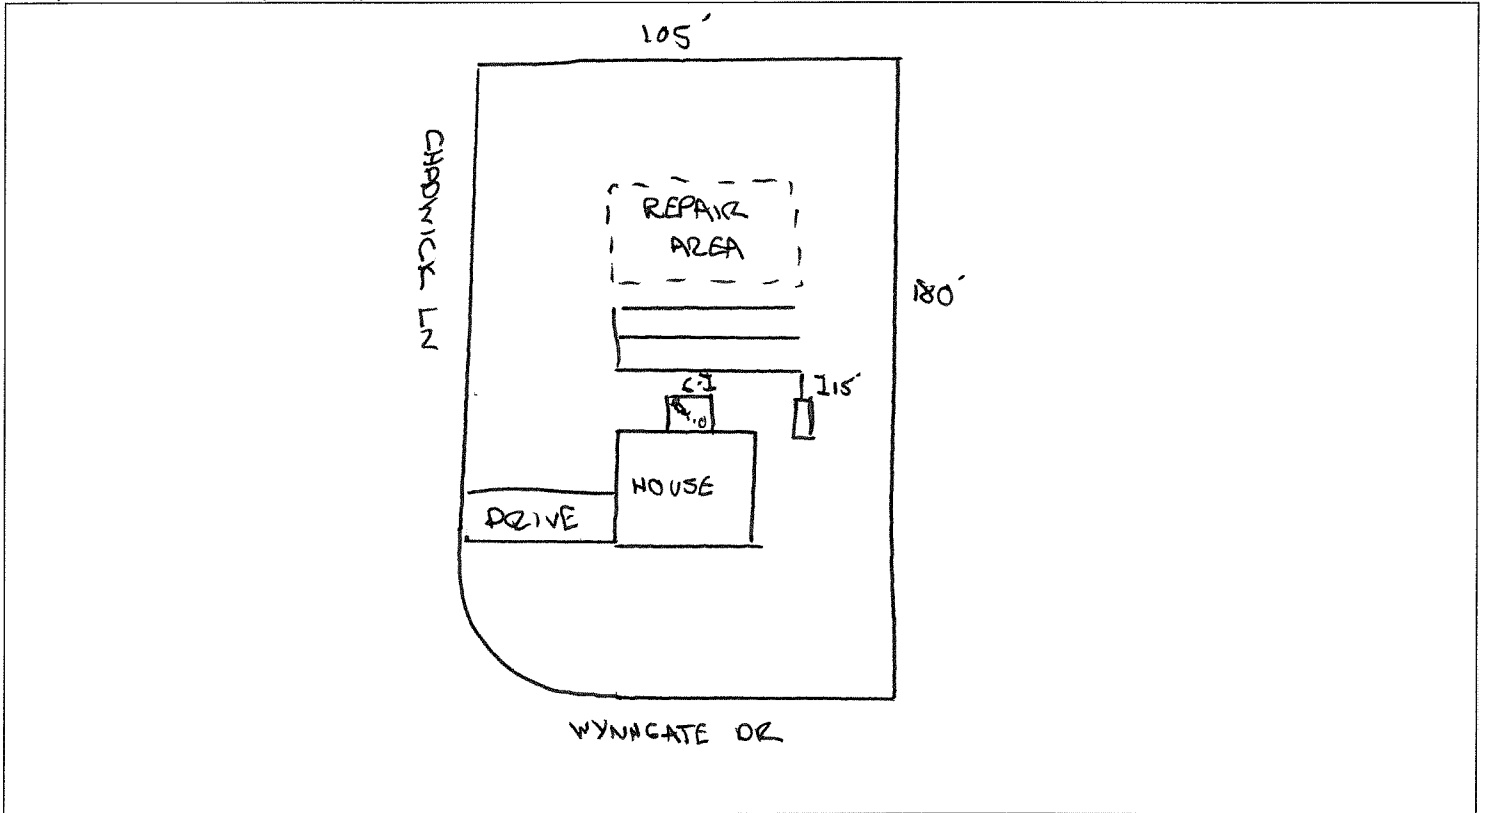 105'
CHADWICK LN
REPAIR
AREA
180'
15'
HOUSE
DRIVE
WYNNGATE DR